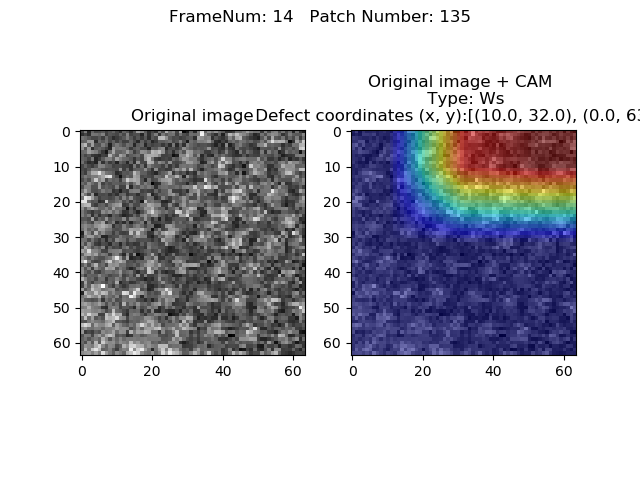 FrameNum: 14   Patch Number: 135
Original image + CAM
Type: Ws
Original image
Defect coordinates (x, y):[(10.0, 32.0), (0.0, 63
0
10
20
30
40
50
60
0 20 40 60
0
10
20
30
40
50
60
0 20 40 60